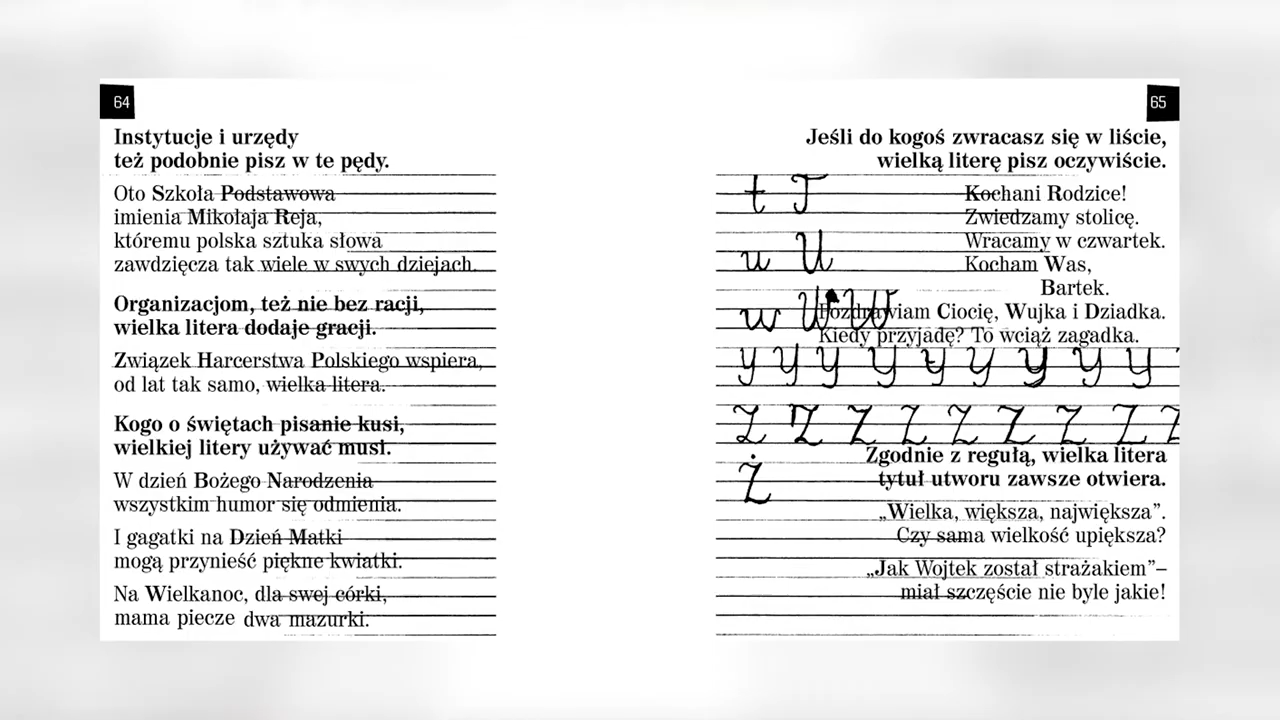 64
Instytucje i urzędy
też podobnie pisz w te pędy.
Oto Szkoła Podstawowa
imienia Mikołaja Reja,
któremu polska sztuka słowa
zawdzięcza tak wiele w swych dziejach.
Organizacjom, też nie bez racji,
wielka litera dodaje gracji.
Związek Harcerstwa Polskiego wspiera,
od lat tak samo, wielka litera.
Kogo o świętach pisanie kusi,
wielkiej litery używać musi.
W dzień Bożego Narodzenia
wszystkim humor się odmienia.
I gagatki na Dzień Matki
mogą przynieść piękne kwiatki.
Na Wielkanoc, dla swej córki,
mama piecze dwa mazurki.
65
Jeśli do kogoś zwracasz się w liście,
wielką literę pisz oczywiście.
t T
Kochani Rodzice!
Zwiedzamy stolicę.
Wracamy w czwartek.
u U
Kocham Was,
Bartek.
w W W
Pozdrawiam Ciocię, Wujka i Dziadka.
Kiedy przyjadę? To wciąż zagadka.
y Y Y Y Y Y Y Y Y
Z Z Z Z Z Z Z Z Z
Ż
Zgodnie z regułą, wielka litera
tytuł utworu zawsze otwiera.
„Wielka, większa, największa”.
Czy sama wielkość upiększa?
„Jak Wojtek został strażakiem”–
miał szczęście nie byle jakie!